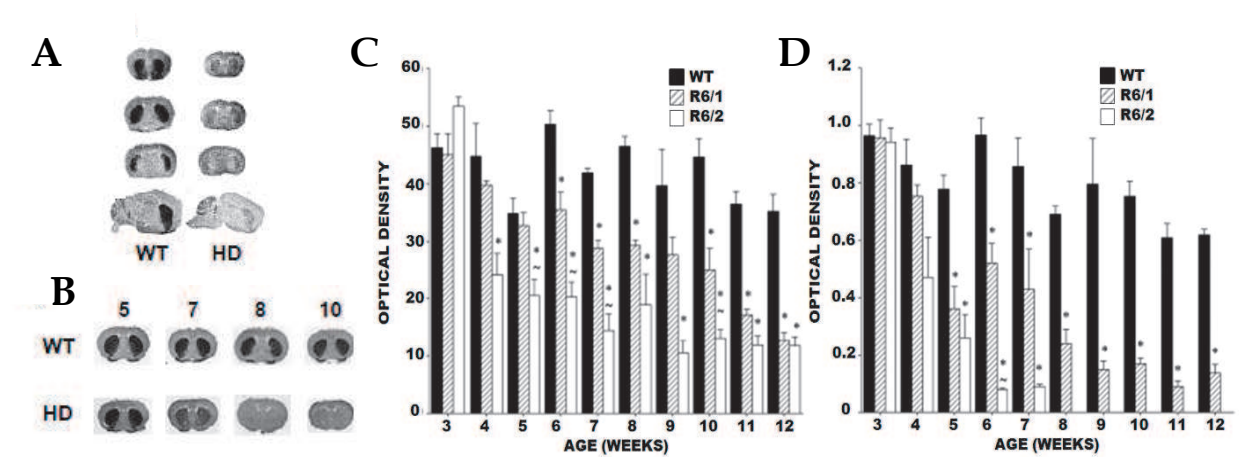 A
WT HD
B
5 7 8 10
WT
HD
C
60
50
40
30
20
10
0
OPTICAL DENSITY
WT
R6/1
R6/2
* * ~ * * ~ * * ~ * * * * * ~ * * * *
3 4 5 6 7 8 9 10 11 12
AGE (WEEKS)
D
1.2
1.0
0.8
0.6
0.4
0.2
0
OPTICAL DENSITY
WT
R6/1
R6/2
* * * * ~ * * * * * * *
3 4 5 6 7 8 9 10 11 12
AGE (WEEKS)